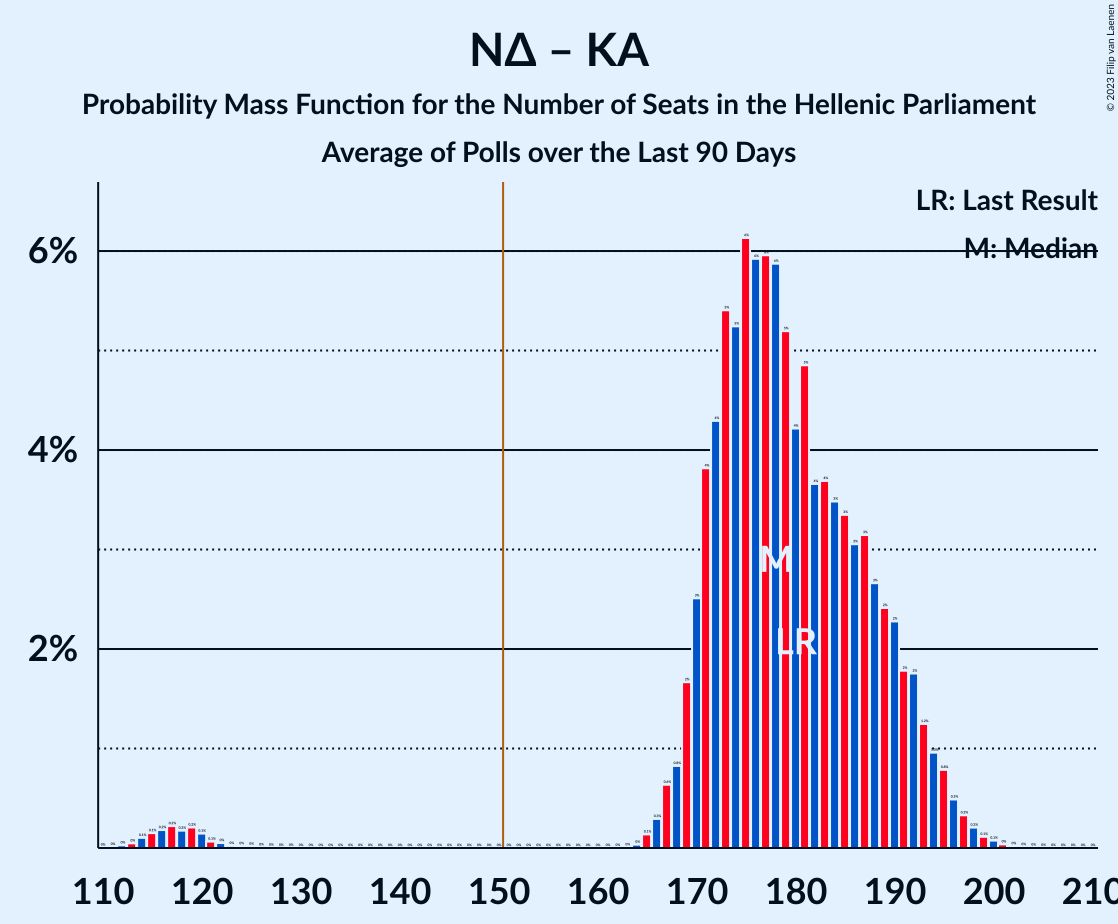 NΔ – KA
Probability Mass Function for the Number of Seats in the Hellenic Parliament
Average of Polls over the Last 90 Days
© 2023 Filip van Laenen
LR: Last Result
M: Median
6%
4%
2%
M
LR
110 120 130 140 150 160 170 180 190 200 210